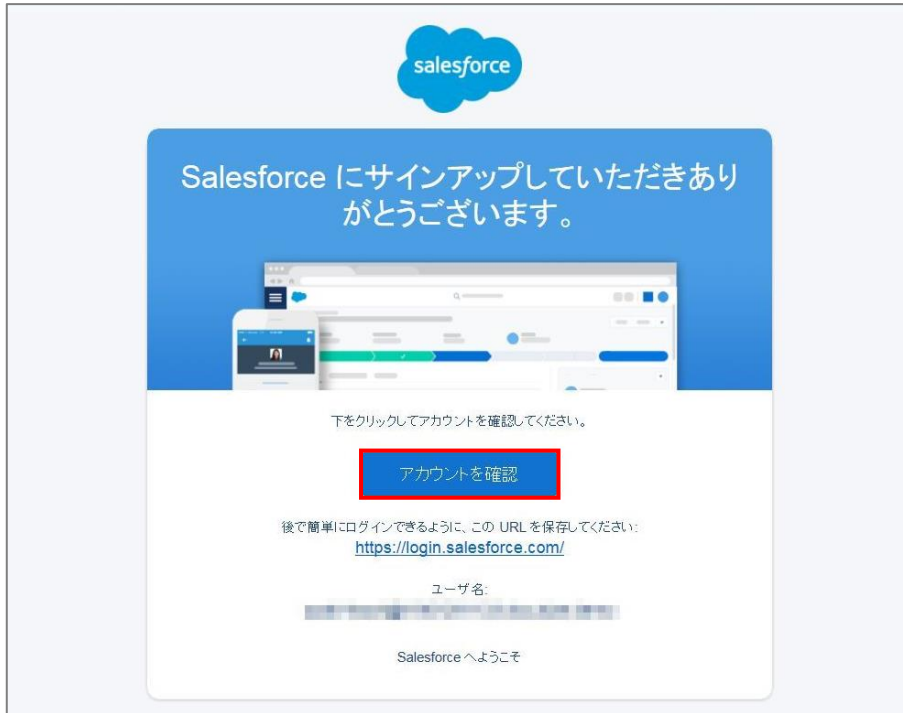 salesforce
Salesforce にサインアップしていただきあり
がとうございます。
下をクリックしてアカウントを確認してください。
アカウントを確認
後で簡単にログインできるように、この URL を保存してください:
https://login.salesforce.com/
ユーザ名:
Salesforce へようこそ